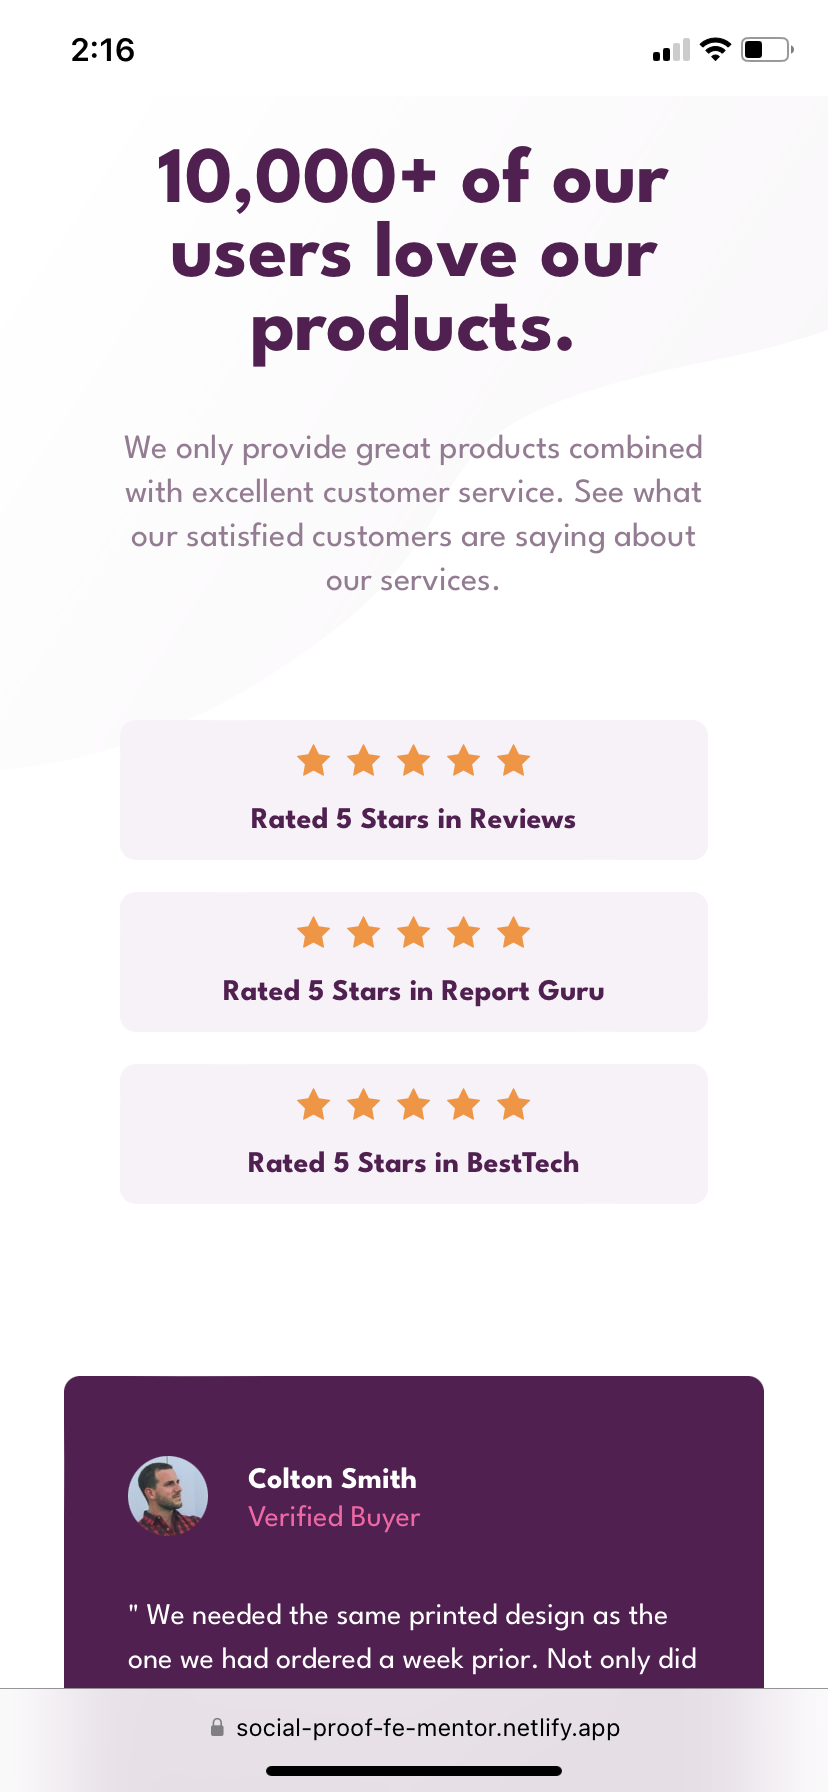 2:16
10,000+ of our
users love our
products.
We only provide great products combined
with excellent customer service. See what
our satisfied customers are saying about
our services.
Rated 5 Stars in Reviews
Rated 5 Stars in Report Guru
Rated 5 Stars in BestTech
Colton Smith
Verified Buyer
" We needed the same printed design as the
one we had ordered a week prior. Not only did
social-proof-fe-mentor.netlify.app